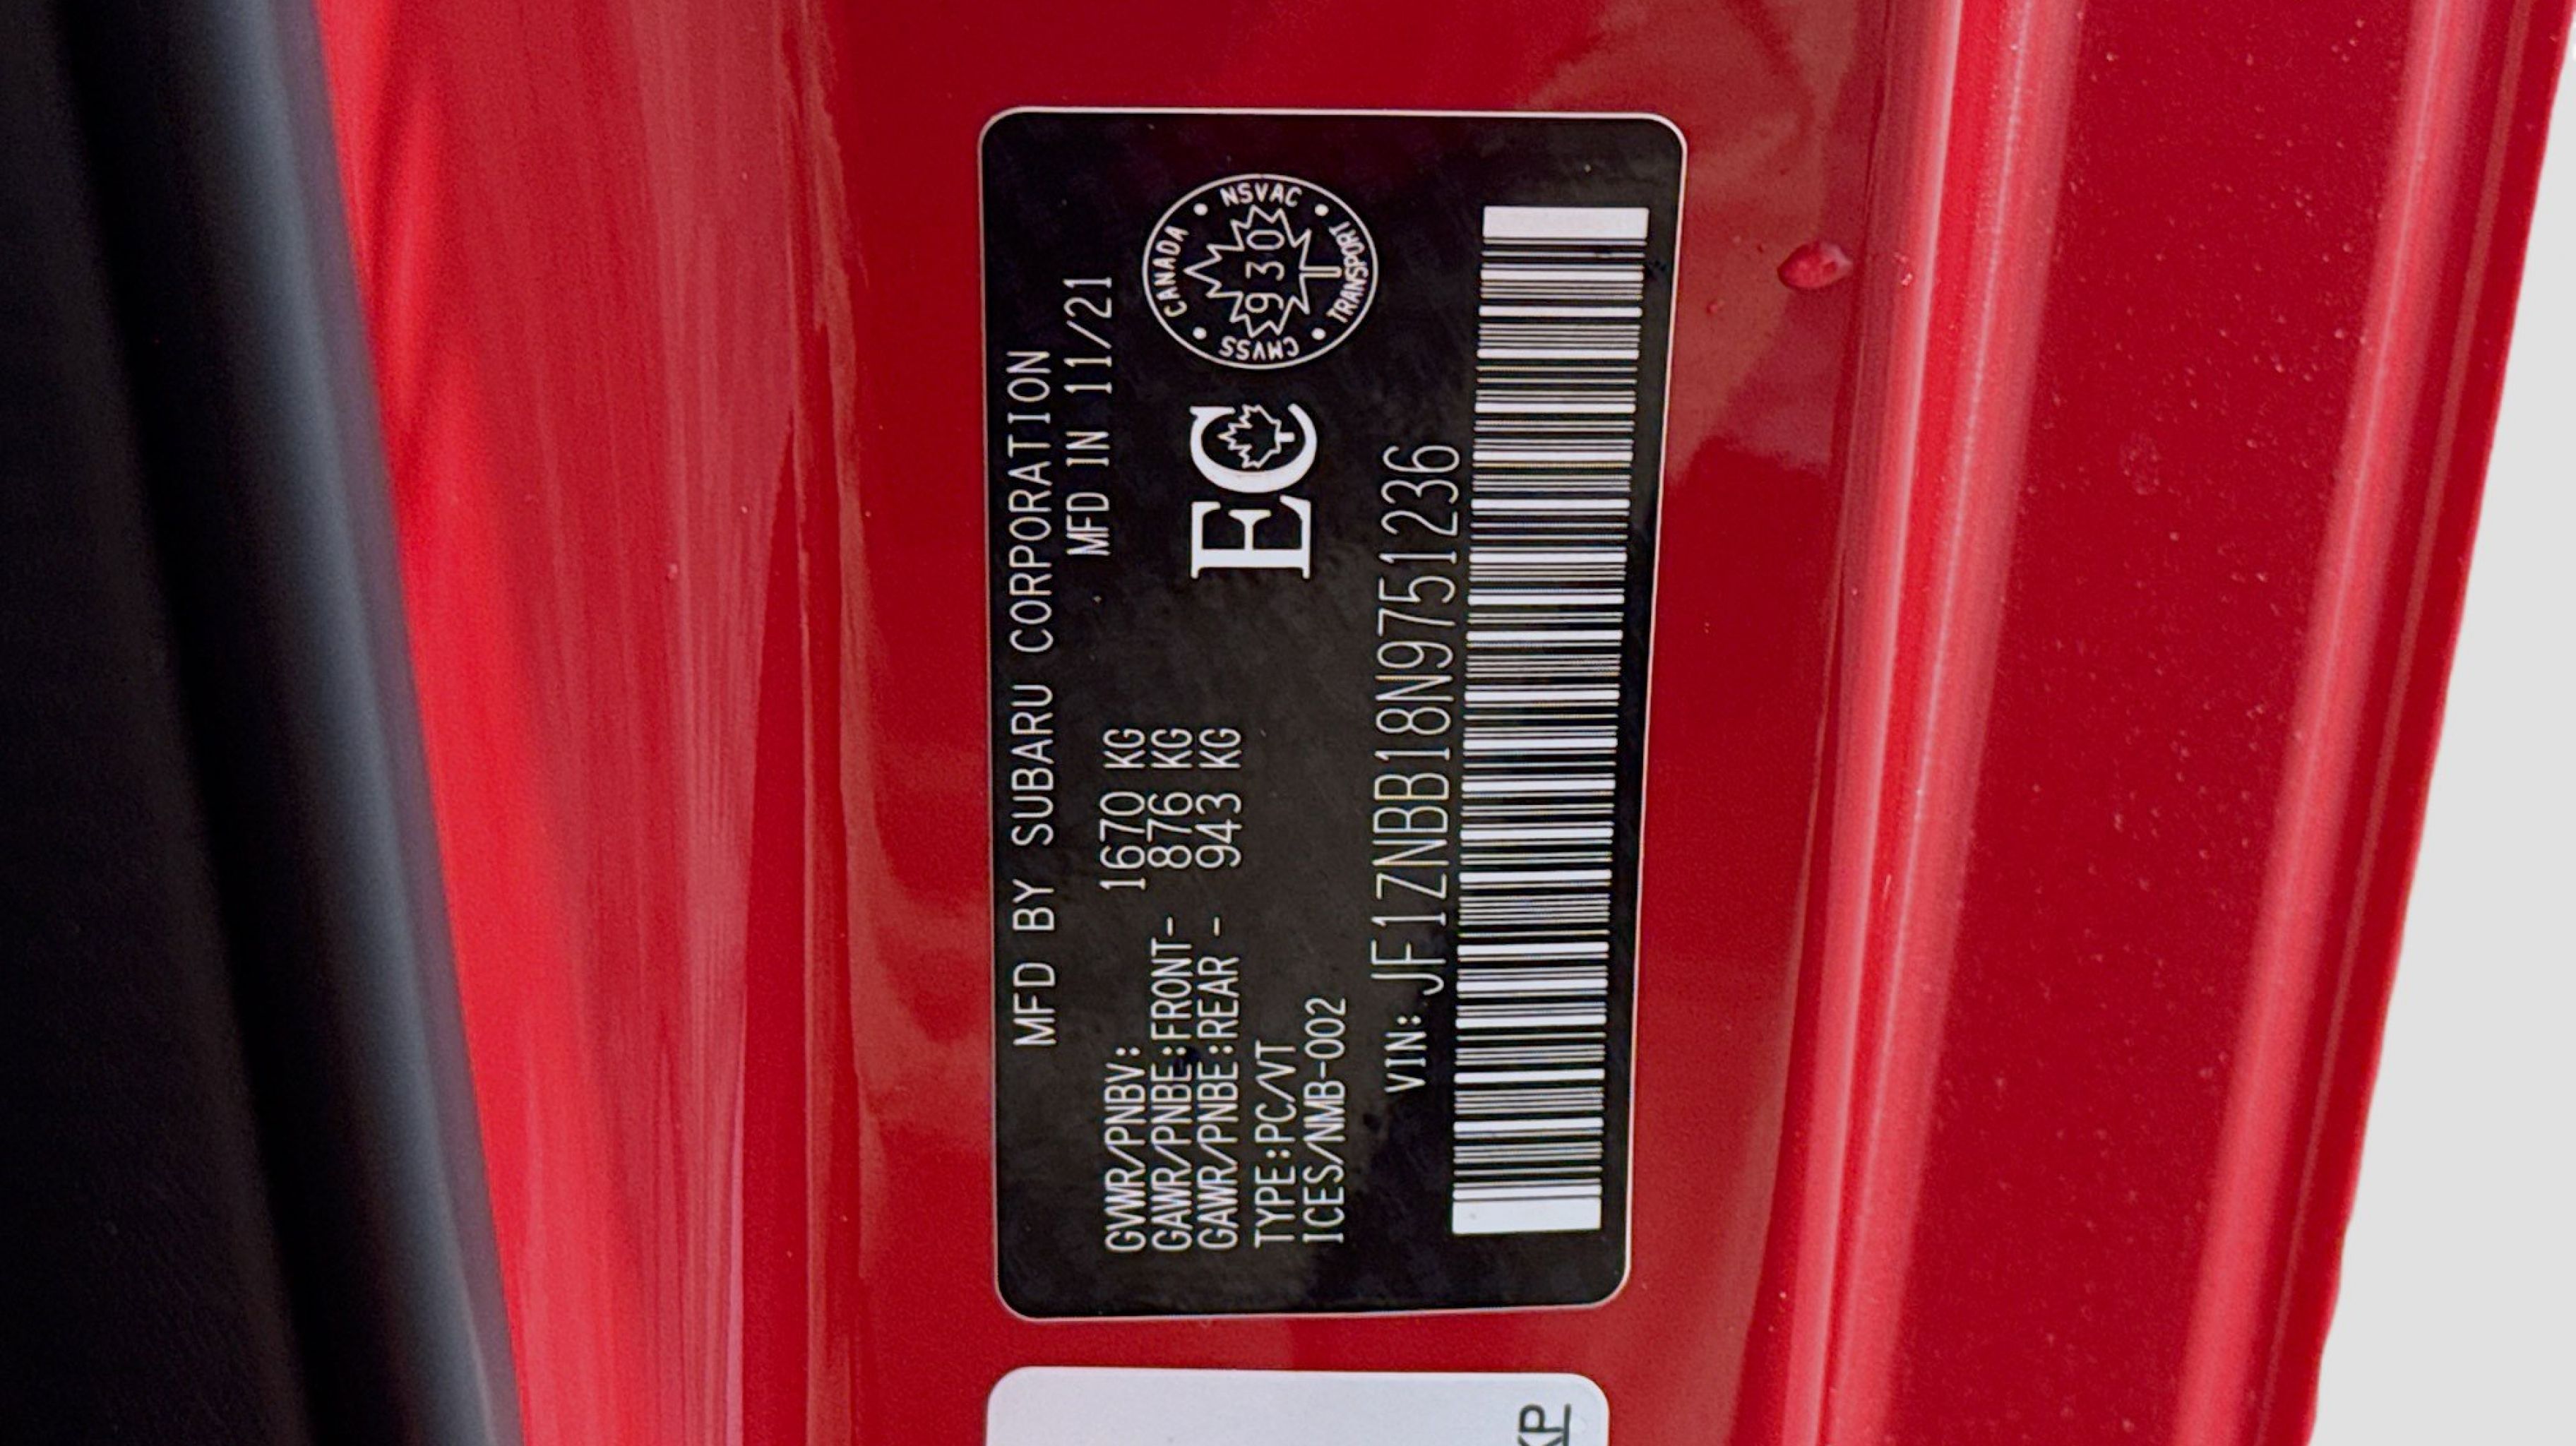 MFD BY SUBARU CORPORATION
MFD IN 11/21
GVWR/PNBV: 1670 KG
GAWR/PNBE:FRONT- 876 KG
GAWR/PNBE:REAR - 943 KG
TYPE:PC/VT
ICES/NMB-002
EC
CANADA
NSVAC
930
CMVSS
TRANSPORT
VIN: JF1ZNBB18N9751236
KP